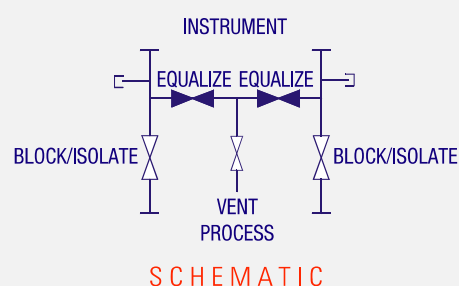 INSTRUMENT
EQUALIZE EQUALIZE
BLOCK/ISOLATE BLOCK/ISOLATE
VENT
PROCESS
SCHEMATIC